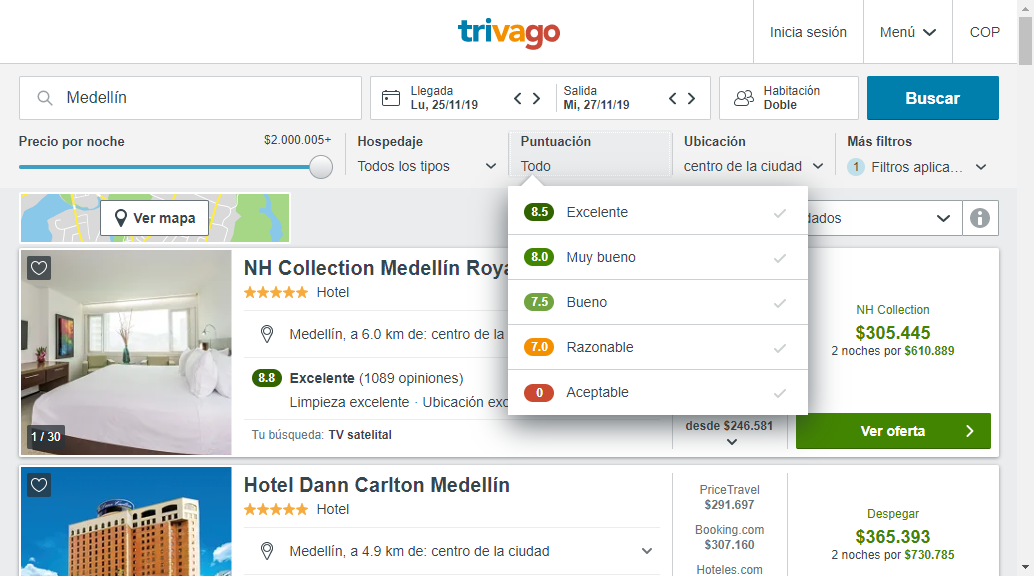 trivago
Inicia sesión
Menú
COP
Medellín
Llegada
Lu, 25/11/19
Salida
Mi, 27/11/19
Habitación
Doble
Buscar
Precio por noche
$2.000.005+
Hospedaje
Todos los tipos
Puntuación
Todo
Ubicación
centro de la ciudad
Más filtros
1 Filtros aplica...
Ver mapa
8.5 Excelente
8.0 Muy bueno
7.5 Bueno
7.0 Razonable
0 Aceptable
NH Collection Medellín
Hotel
Medellín, a 6.0 km de: centro de la
8.8 Excelente (1089 opiniones)
Limpieza excelente · Ubicación
Tu búsqueda: TV satelital
1 / 30
desde $246.581
NH Collection
$305.445
2 noches por $610.889
Ver oferta
Hotel Dann Carlton Medellín
Hotel
Medellín, a 4.9 km de: centro de la ciudad
PriceTravel
$291.697
Booking.com
$307.160
Hoteles.com
Despegar
$365.393
2 noches por $730.785